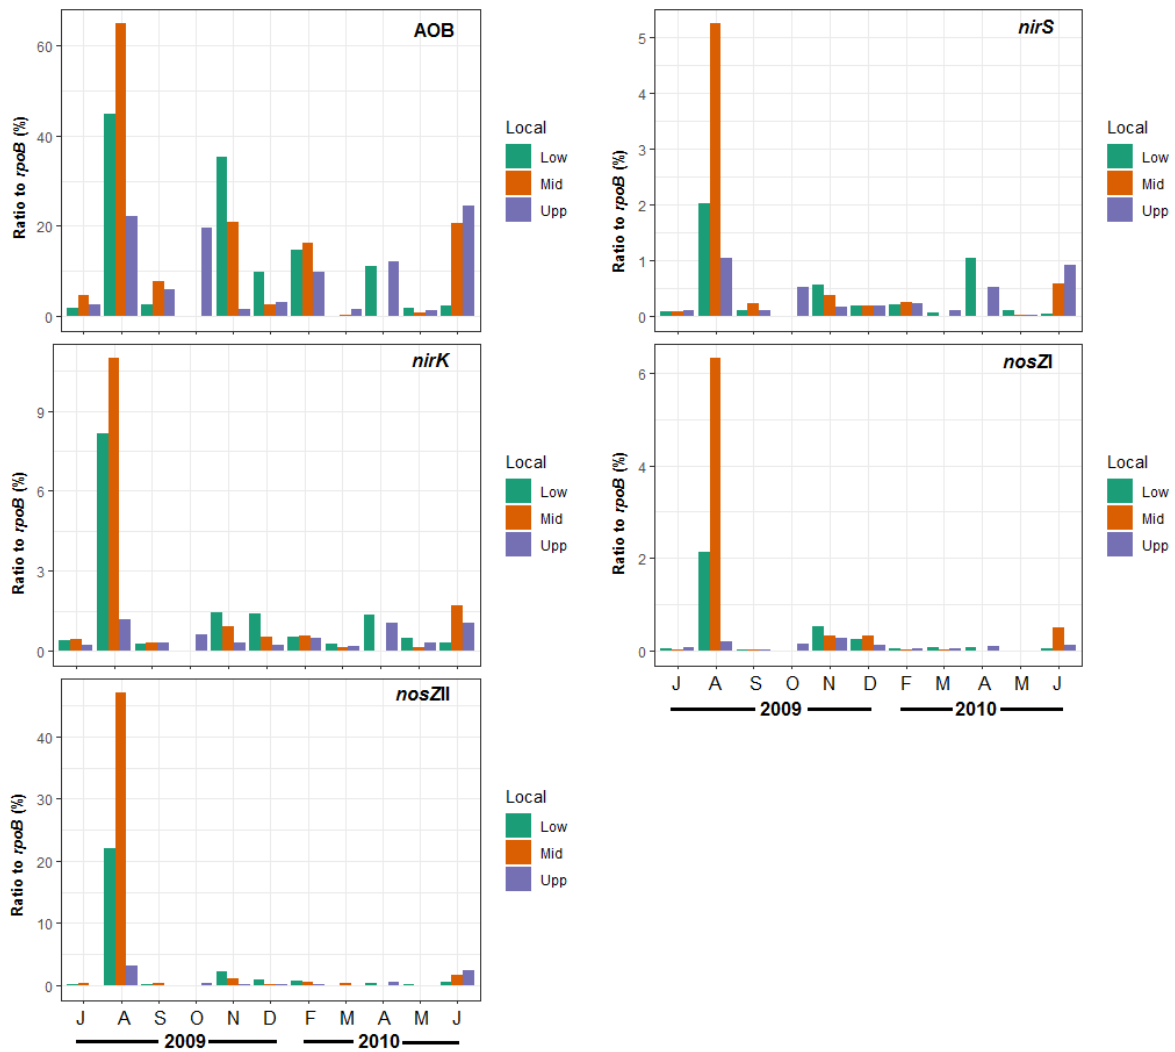 AOB
60
40
20
0
Ratio to rpoB (%)
Local
Low
Mid
Upp
nirS
5
4
3
2
1
0
Ratio to rpoB (%)
Local
Low
Mid
Upp
nirK
9
6
3
0
Ratio to rpoB (%)
Local
Low
Mid
Upp
nosZI
6
4
2
0
Ratio to rpoB (%)
Local
Low
Mid
Upp
J A S O N D F M A M J
2009 2010
nosZII
40
30
20
10
0
Ratio to rpoB (%)
Local
Low
Mid
Upp
J A S O N D F M A M J
2009 2010